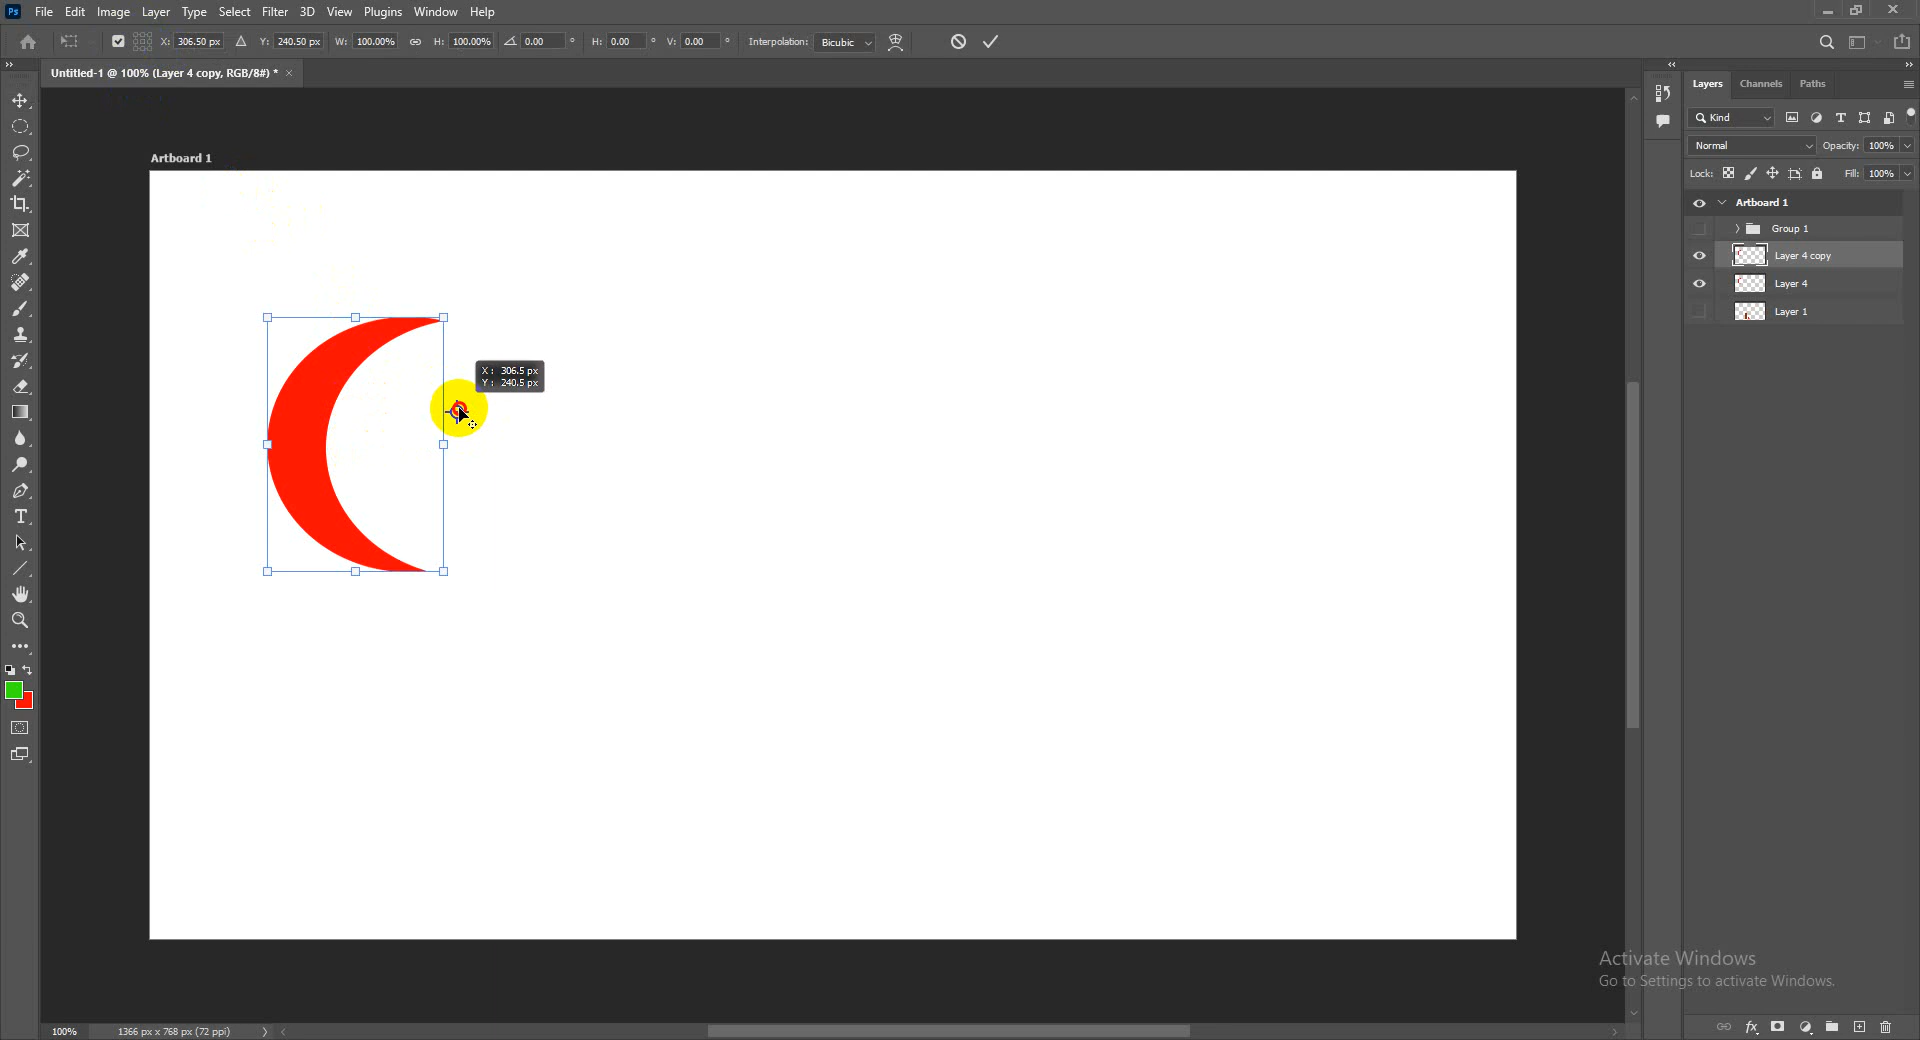 Ps File Edit Image Layer Type Select Filter 3D View Plugins Window Help
X: 306.50 px Y: 240.50 px W: 100.00% H: 100.00% 0.00 ° H: 0.00 ° V: 0.00 ° Interpolation: Bicubic
Untitled-1 @ 100% (Layer 4 copy, RGB/8#) * ×
Layers Channels Paths
Kind
Normal Opacity: 100%
Lock: Fill: 100%
Artboard 1
Artboard 1
Group 1
Layer 4 copy
Layer 4
Layer 1
X: 306.5 px
Y: 240.5 px
Activate Windows
Go to Settings to activate Windows.
100% 1366 px x 768 px (72 ppi)
fx